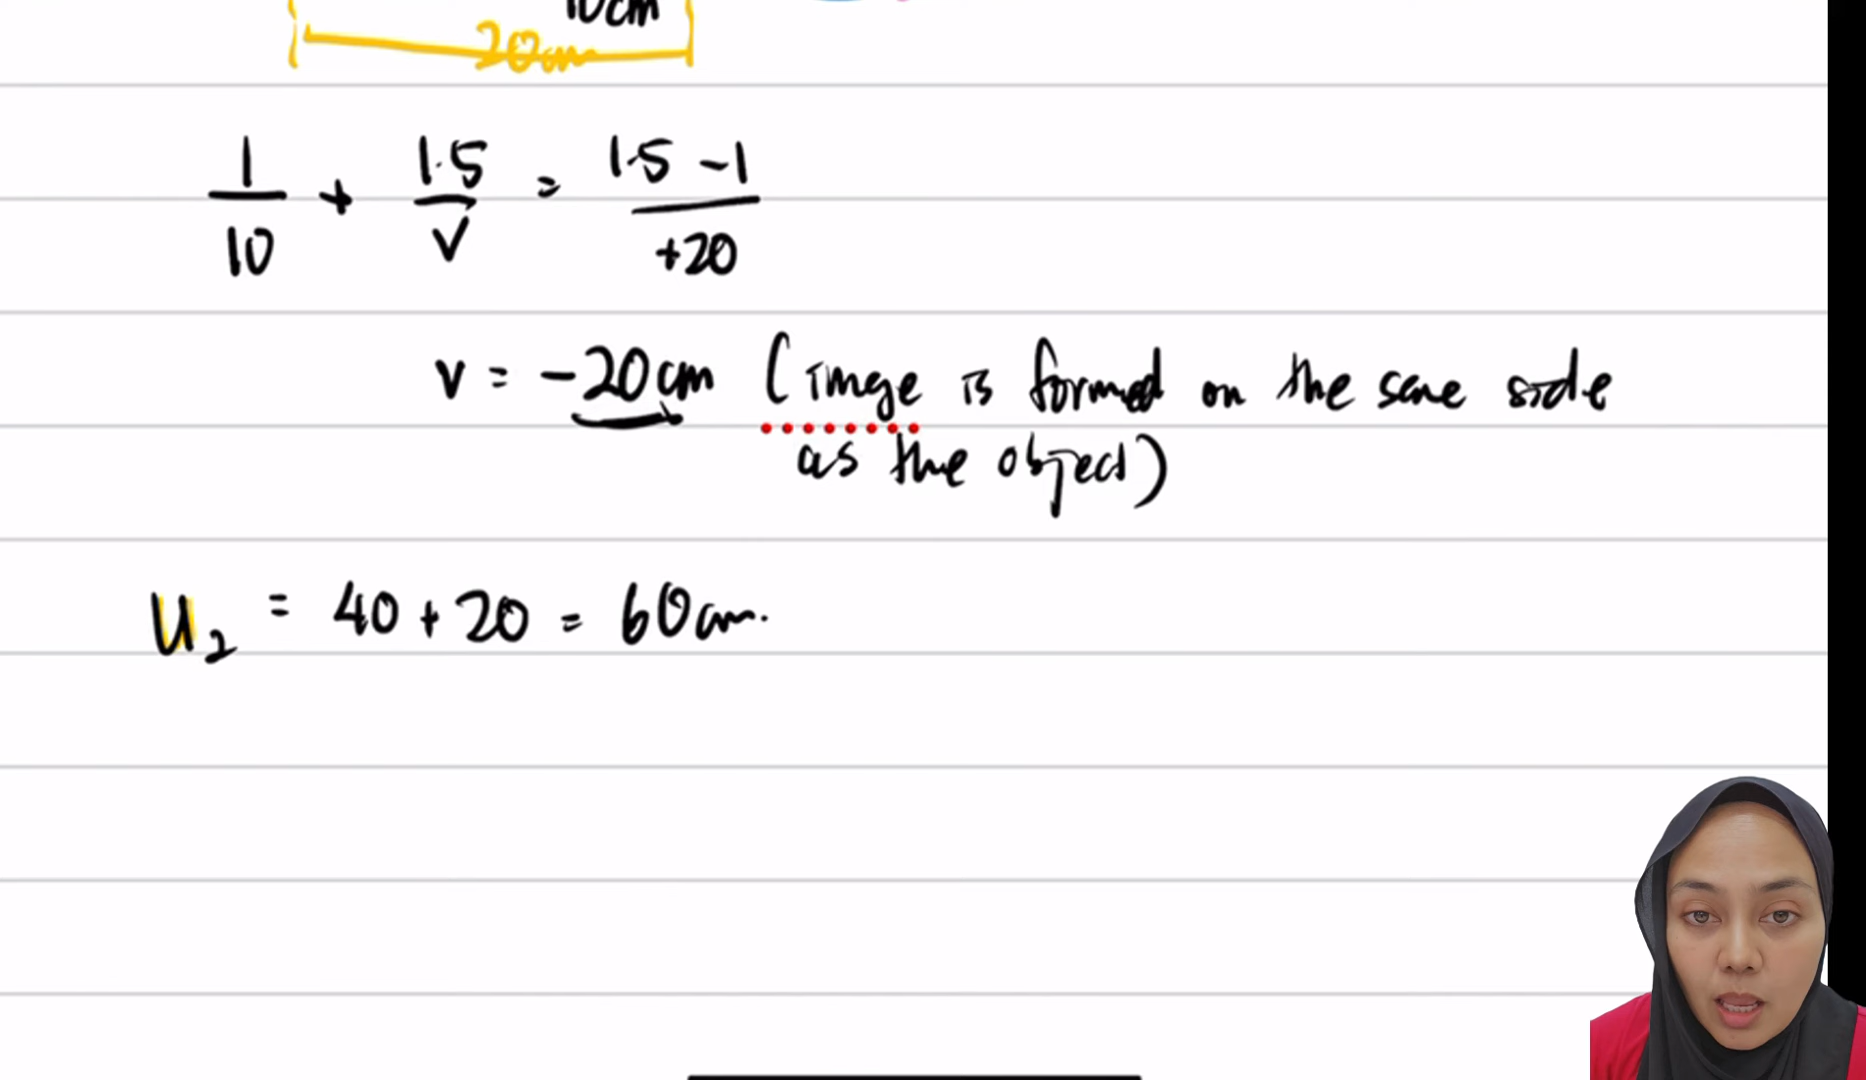 10cm
20cm
1/10 + 1.5/v = 1.5 - 1/+20
v = -20cm (imge is formed on the same side
as the object)
u₂ = 40 + 20 = 60cm.